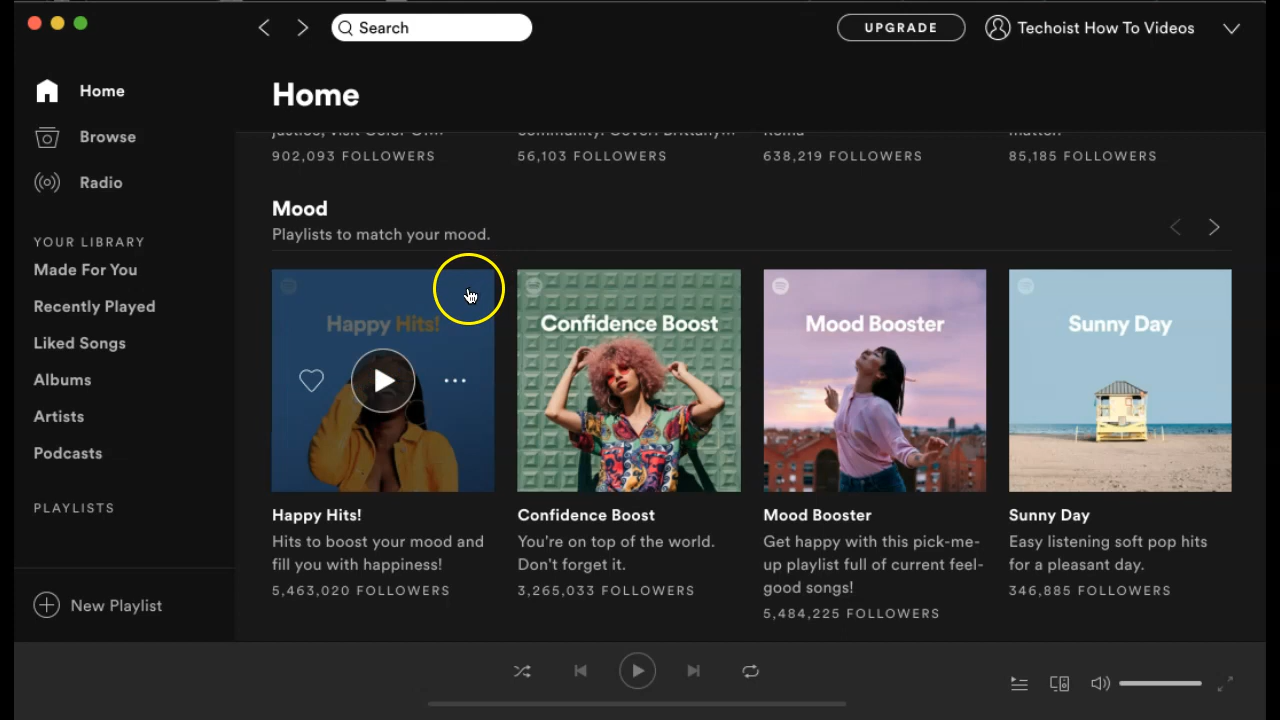 Search
UPGRADE
Techoist How To Videos
Home
Browse
Radio
YOUR LIBRARY
Made For You
Recently Played
Liked Songs
Albums
Artists
Podcasts
PLAYLISTS
New Playlist
Home
902,093 FOLLOWERS
56,103 FOLLOWERS
638,219 FOLLOWERS
85,185 FOLLOWERS
Mood
Playlists to match your mood.
Happy Hits!
Confidence Boost
Mood Booster
Sunny Day
Happy Hits!
Hits to boost your mood and
fill you with happiness!
5,463,020 FOLLOWERS
Confidence Boost
You're on top of the world.
Don't forget it.
3,265,033 FOLLOWERS
Mood Booster
Get happy with this pick-me-
up playlist full of current feel-
good songs!
5,484,225 FOLLOWERS
Sunny Day
Easy listening soft pop hits
for a pleasant day.
346,885 FOLLOWERS